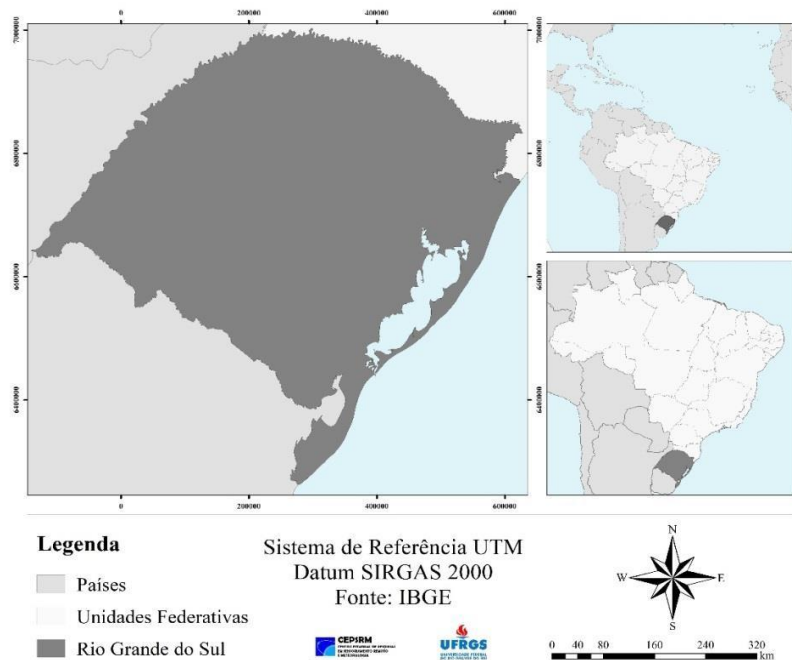 0 200000 400000 600000
7000000
6800000
6600000
6400000
7000000
6800000
6600000
6400000
0 200000 400000 600000
Legenda
Países
Unidades Federativas
Rio Grande do Sul
Sistema de Referência UTM
Datum SIRGAS 2000
Fonte: IBGE
CEPSRM
UFRGS
N
W E
S
0 40 80 160 240 320
km